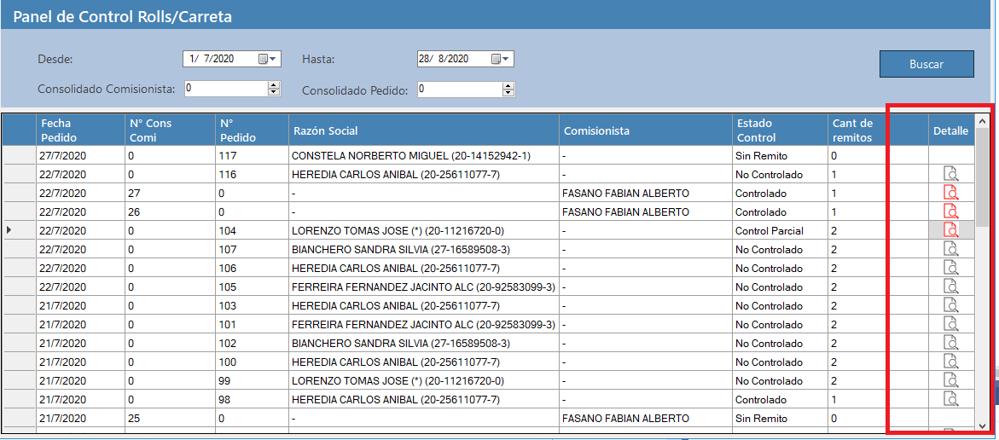 Panel de Control Rolls/Carreta
Desde: 1/ 7/2020 Hasta: 28/ 8/2020 Buscar
Consolidado Comisionista: 0 Consolidado Pedido: 0
Fecha Pedido N° Cons Comi N° Pedido Razón Social Comisionista Estado Control Cant de remitos Detalle
27/7/2020 0 117 CONSTELA NORBERTO MIGUEL (20-14152942-1) - Sin Remito 0
22/7/2020 0 116 HEREDIA CARLOS ANIBAL (20-25611077-7) - No Controlado 1
22/7/2020 27 0 - FASANO FABIAN ALBERTO Controlado 1
22/7/2020 26 0 - FASANO FABIAN ALBERTO Controlado 1
22/7/2020 0 104 LORENZO TOMAS JOSE (*) (20-11216720-0) - Control Parcial 2
22/7/2020 0 107 BIANCHERO SANDRA SILVIA (27-16589508-3) - No Controlado 2
22/7/2020 0 106 HEREDIA CARLOS ANIBAL (20-25611077-7) - No Controlado 2
22/7/2020 0 105 FERREIRA FERNANDEZ JACINTO ALC (20-92583099-3) - No Controlado 2
21/7/2020 0 103 HEREDIA CARLOS ANIBAL (20-25611077-7) - No Controlado 2
21/7/2020 0 101 FERREIRA FERNANDEZ JACINTO ALC (20-92583099-3) - No Controlado 2
21/7/2020 0 102 BIANCHERO SANDRA SILVIA (27-16589508-3) - No Controlado 2
21/7/2020 0 100 HEREDIA CARLOS ANIBAL (20-25611077-7) - No Controlado 2
21/7/2020 0 99 LORENZO TOMAS JOSE (*) (20-11216720-0) - No Controlado 2
21/7/2020 0 98 HEREDIA CARLOS ANIBAL (20-25611077-7) - Controlado 1
21/7/2020 25 0 - FASANO FABIAN ALBERTO Sin Remito 0